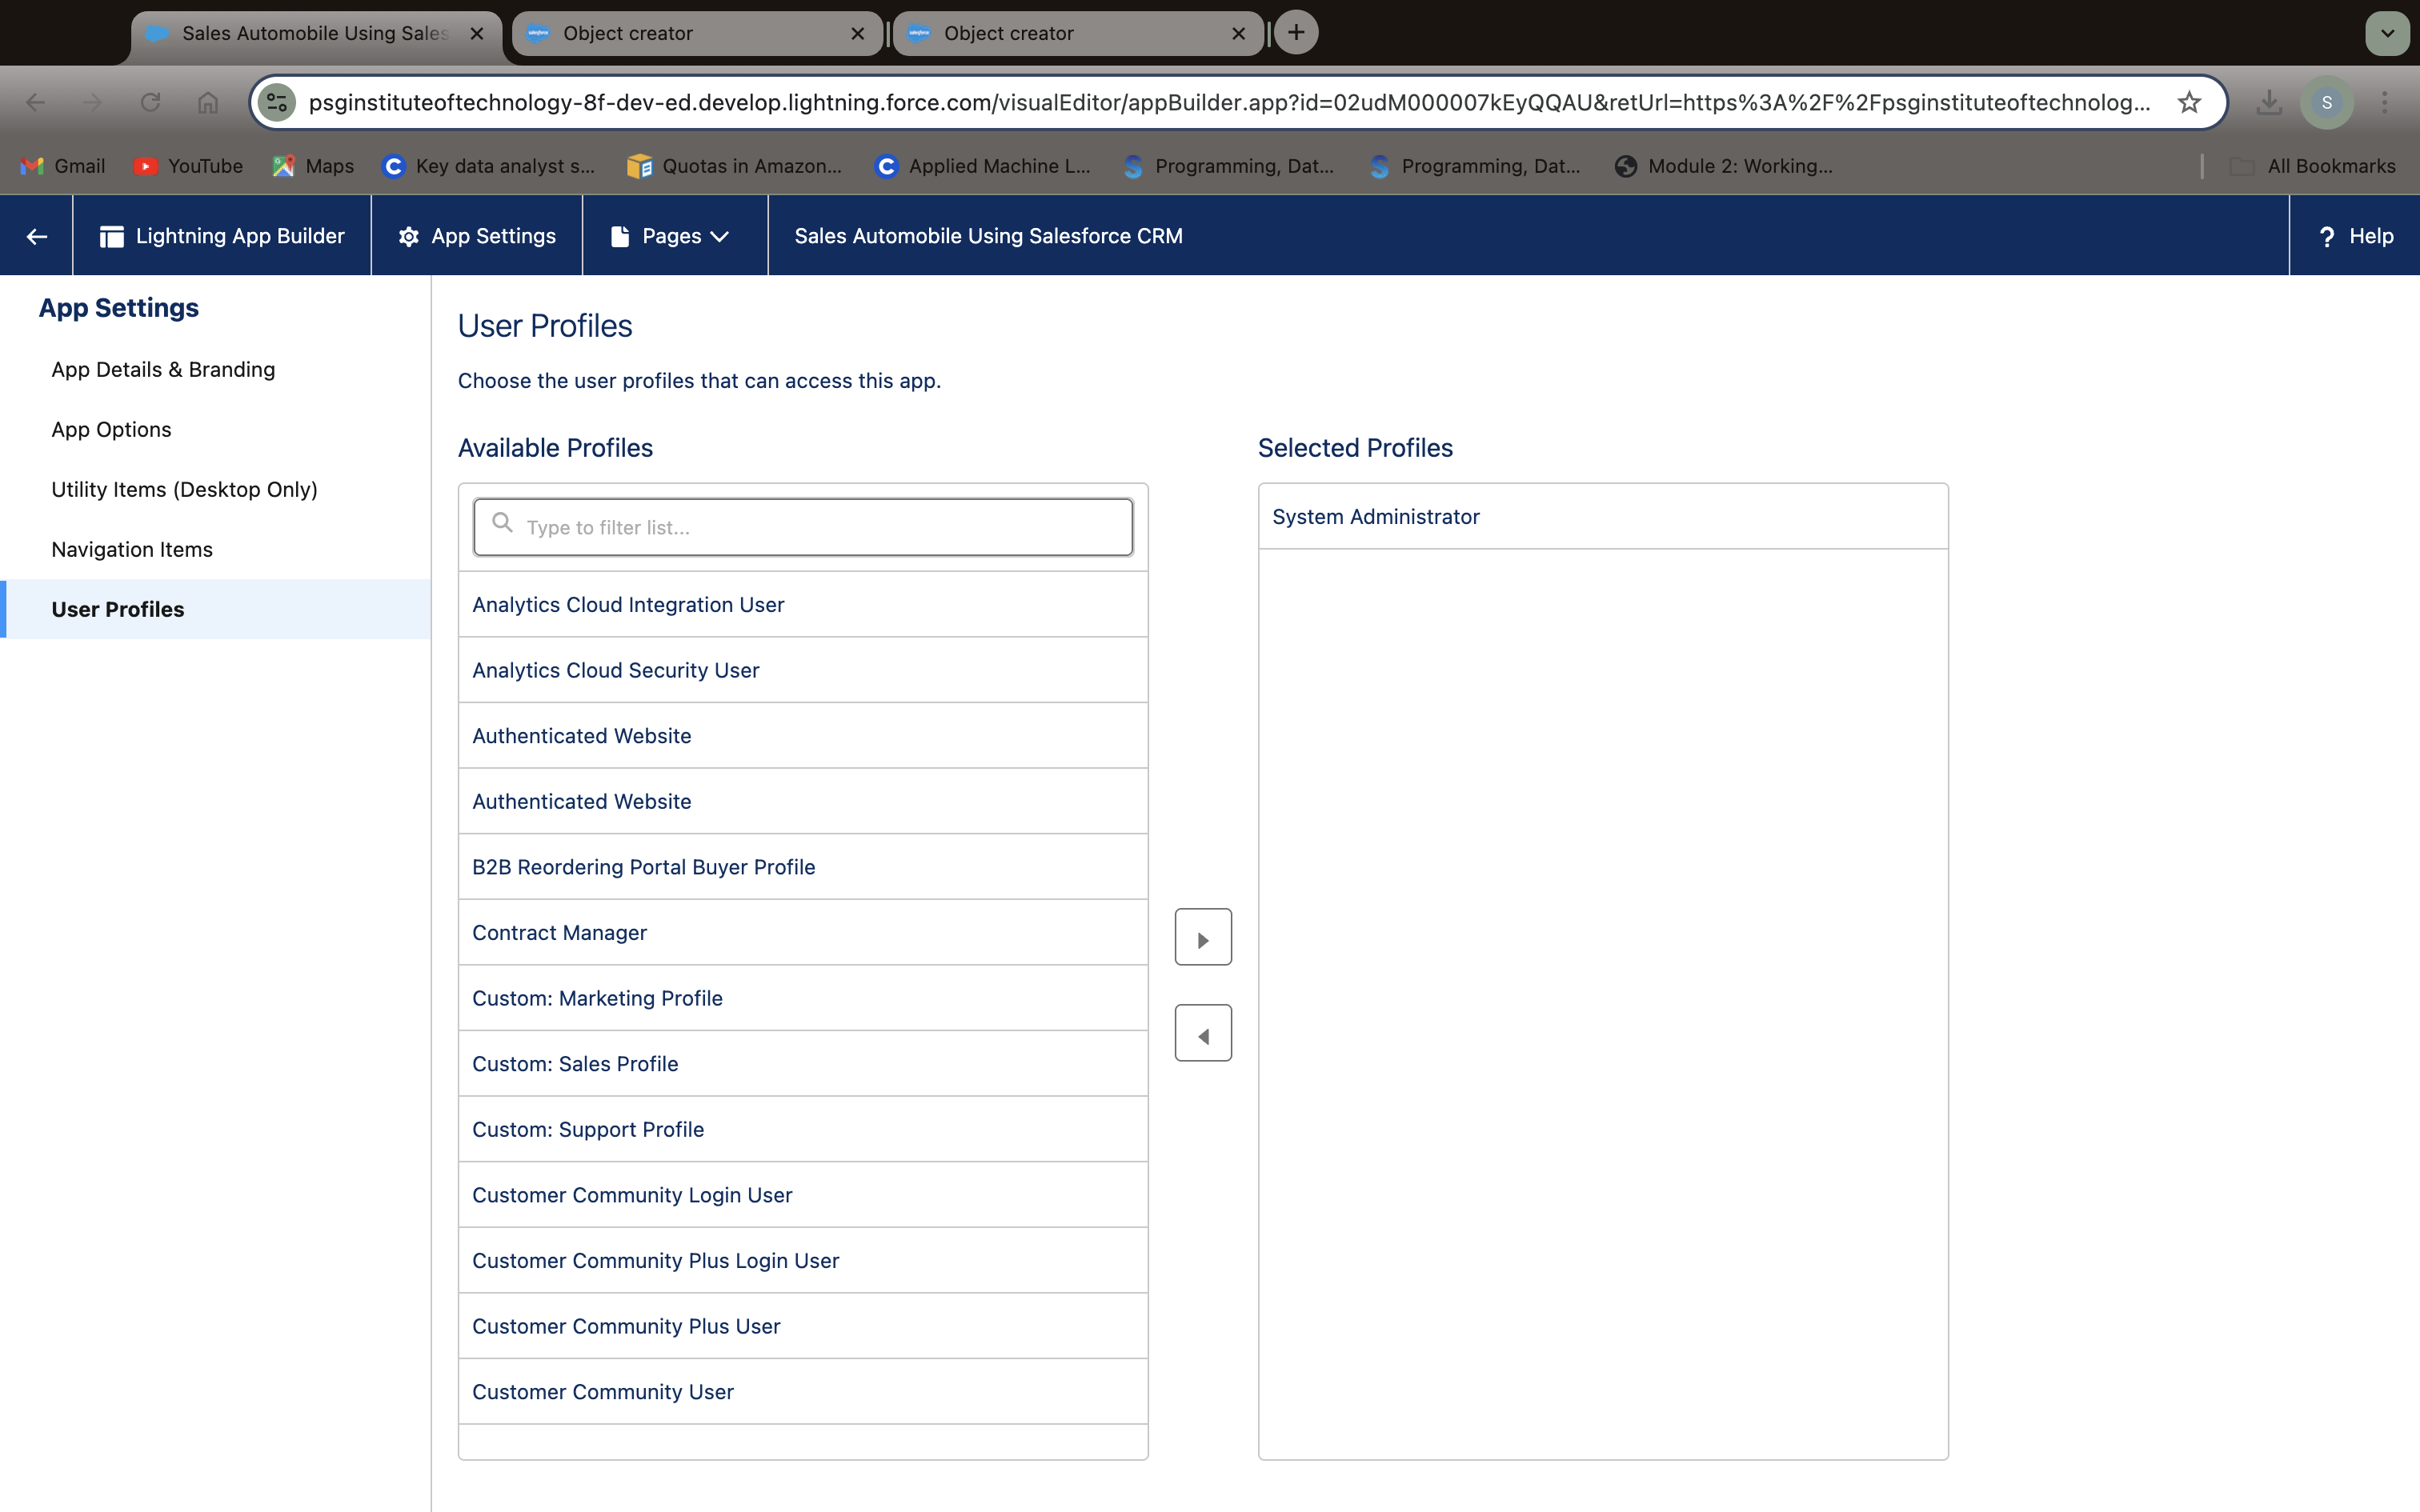 Sales Automobile Using Sales
Object creator
Object creator
psginstituteoftechnology-8f-dev-ed.develop.lightning.force.com/visualEditor/appBuilder.app?id=02udM000007kEyQQAU&retUrl=https%3A%2F%2Fpsginstituteoftechnolog...
S
Gmail
YouTube
Maps
Key data analyst s...
Quotas in Amazon...
Applied Machine L...
Programming, Dat...
Programming, Dat...
Module 2: Working...
All Bookmarks
Lightning App Builder
App Settings
Pages
Sales Automobile Using Salesforce CRM
? Help
App Settings
App Details & Branding
App Options
Utility Items (Desktop Only)
Navigation Items
User Profiles
User Profiles
Choose the user profiles that can access this app.
Available Profiles
Type to filter list...
Analytics Cloud Integration User
Analytics Cloud Security User
Authenticated Website
Authenticated Website
B2B Reordering Portal Buyer Profile
Contract Manager
Custom: Marketing Profile
Custom: Sales Profile
Custom: Support Profile
Customer Community Login User
Customer Community Plus Login User
Customer Community Plus User
Customer Community User
Selected Profiles
System Administrator